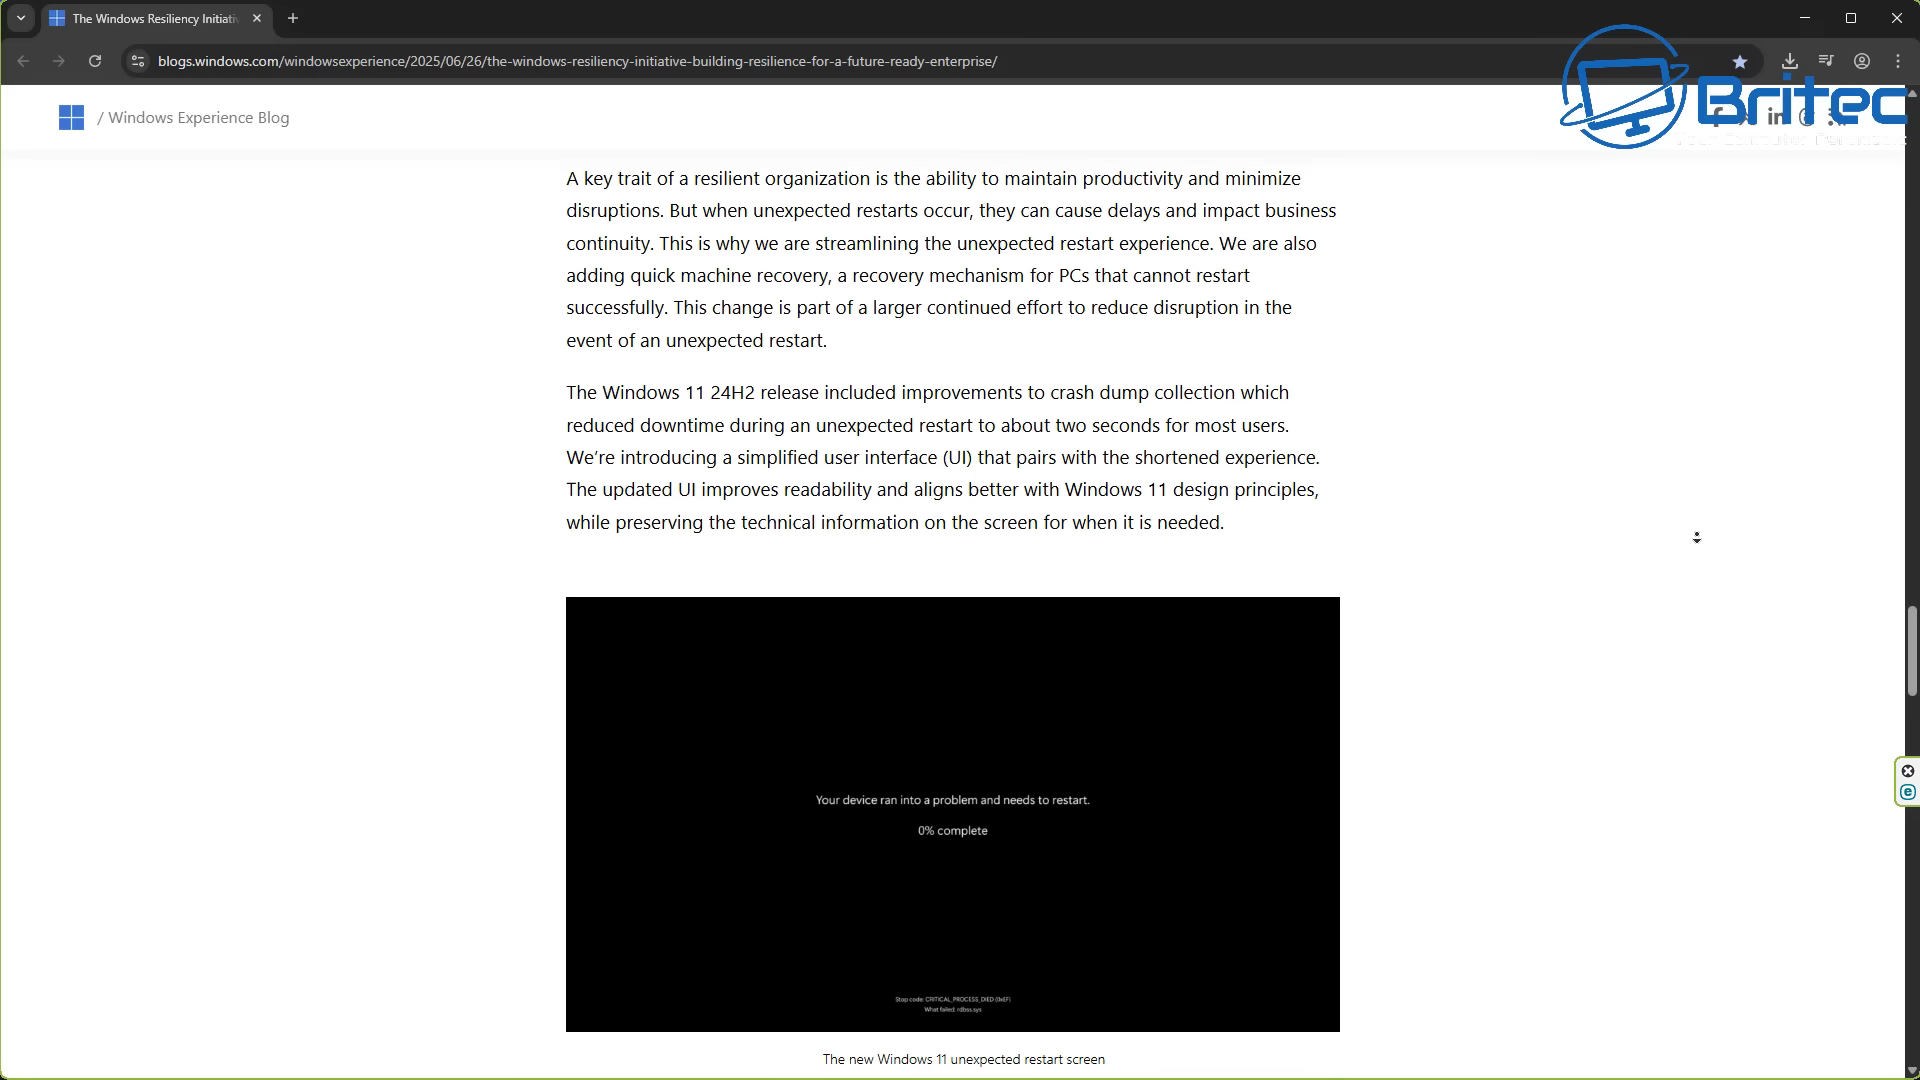 The Windows Resiliency Initiativ
blogs.windows.com/windowsexperience/2025/06/26/the-windows-resiliency-initiative-building-resilience-for-a-future-ready-enterprise/
Britec
/ Windows Experience Blog
A key trait of a resilient organization is the ability to maintain productivity and minimize
disruptions. But when unexpected restarts occur, they can cause delays and impact business
continuity. This is why we are streamlining the unexpected restart experience. We are also
adding quick machine recovery, a recovery mechanism for PCs that cannot restart
successfully. This change is part of a larger continued effort to reduce disruption in the
event of an unexpected restart.
The Windows 11 24H2 release included improvements to crash dump collection which
reduced downtime during an unexpected restart to about two seconds for most users.
We’re introducing a simplified user interface (UI) that pairs with the shortened experience.
The updated UI improves readability and aligns better with Windows 11 design principles,
while preserving the technical information on the screen for when it is needed.
Your device ran into a problem and needs to restart.
0% complete
Stop code: CRITICAL_PROCESS_DIED (0xEF)
What failed: rdbss.sys
The new Windows 11 unexpected restart screen